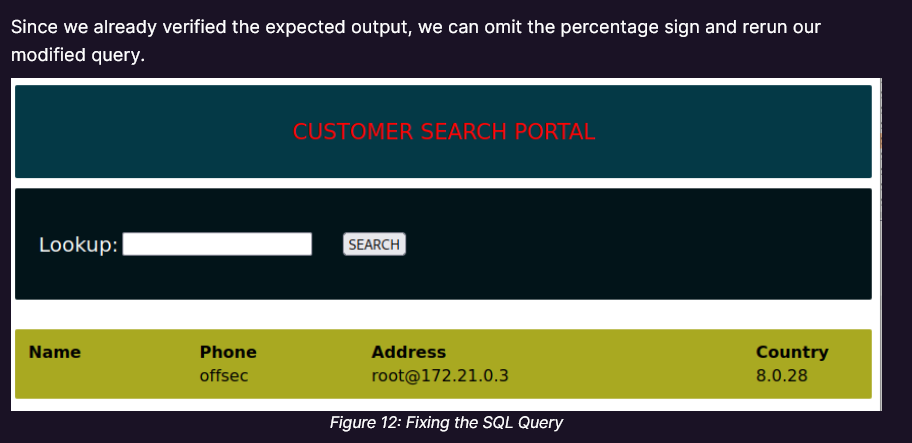 Since we already verified the expected output, we can omit the percentage sign and rerun our
modified query.
CUSTOMER SEARCH PORTAL
Lookup: SEARCH
Name Phone Address Country
offsec root@172.21.0.3 8.0.28
Figure 12: Fixing the SQL Query